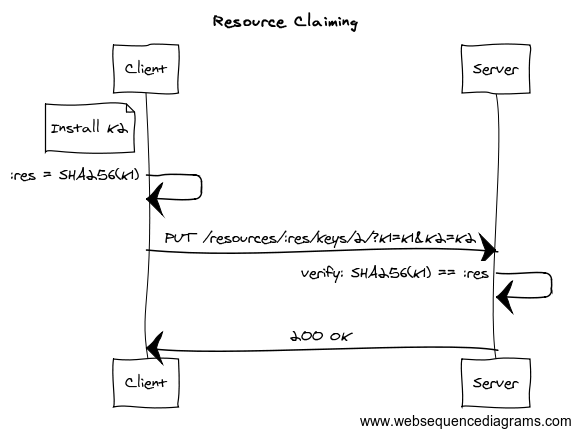 Resource Claiming
Client
Server
Install K2
:res = SHA256(K1)
PUT /resources/:res/keys/2/?k1=K1&k2=K2
verify: SHA256(K1) == :res
200 OK
Client
Server
www.websequencediagrams.com